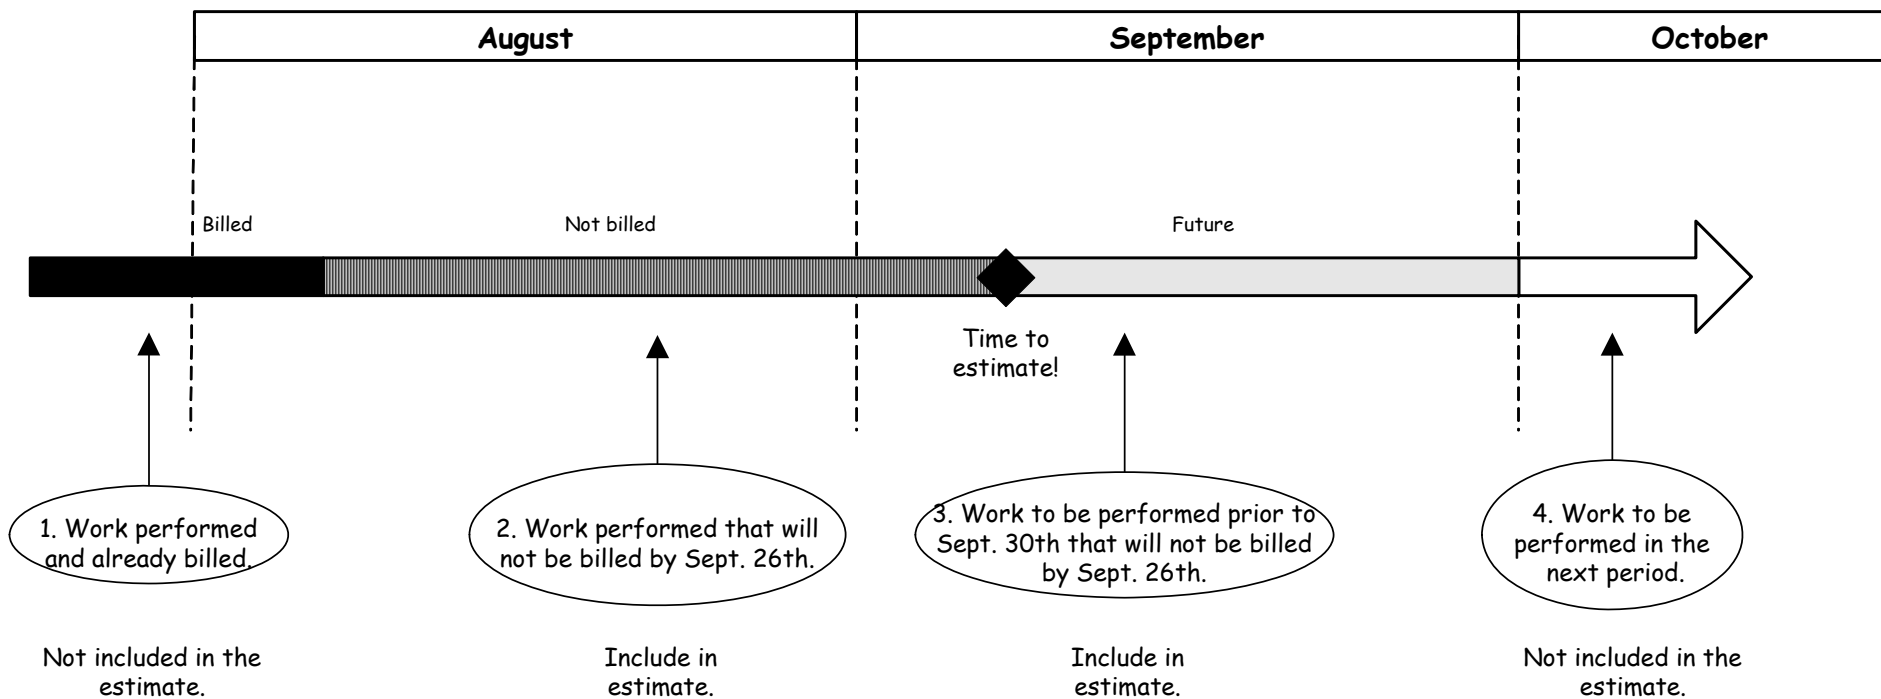 August
September
October
Billed
Not billed
Future
Time to
estimate!
1. Work performed
and already billed.
2. Work performed that will
not be billed by Sept. 26th.
3. Work to be performed prior to
Sept. 30th that will not be billed
by Sept. 26th.
4. Work to be
performed in the
next period.
Not included in the
estimate.
Include in
estimate.
Include in
estimate.
Not included in the
estimate.